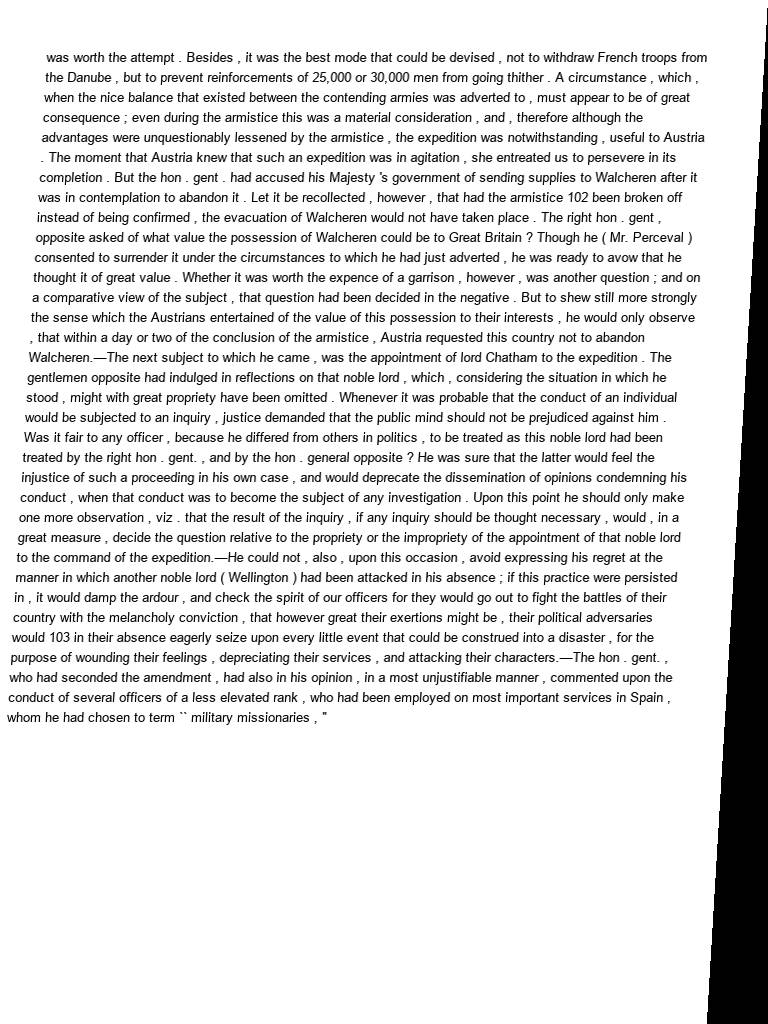 was worth the attempt . Besides , it was the best mode that could be devised , not to withdraw French troops from
the Danube , but to prevent reinforcements of 25,000 or 30,000 men from going thither . A circumstance , which ,
when the nice balance that existed between the contending armies was adverted to , must appear to be of great
consequence ; even during the armistice this was a material consideration , and , therefore although the
advantages were unquestionably lessened by the armistice , the expedition was notwithstanding , useful to Austria
. The moment that Austria knew that such an expedition was in agitation , she entreated us to persevere in its
completion . But the hon . gent . had accused his Majesty 's government of sending supplies to Walcheren after it
was in contemplation to abandon it . Let it be recollected , however , that had the armistice 102 been broken off
instead of being confirmed , the evacuation of Walcheren would not have taken place . The right hon . gent ,
opposite asked of what value the possession of Walcheren could be to Great Britain ? Though he ( Mr. Perceval )
consented to surrender it under the circumstances to which he had just adverted , he was ready to avow that he
thought it of great value . Whether it was worth the expence of a garrison , however , was another question ; and on
a comparative view of the subject , that question had been decided in the negative . But to shew still more strongly
the sense which the Austrians entertained of the value of this possession to their interests , he would only observe
, that within a day or two of the conclusion of the armistice , Austria requested this country not to abandon
Walcheren.—The next subject to which he came , was the appointment of lord Chatham to the expedition . The
gentlemen opposite had indulged in reflections on that noble lord , which , considering the situation in which he
stood , might with great propriety have been omitted . Whenever it was probable that the conduct of an individual
would be subjected to an inquiry , justice demanded that the public mind should not be prejudiced against him .
Was it fair to any officer , because he differed from others in politics , to be treated as this noble lord had been
treated by the right hon . gent. , and by the hon . general opposite ? He was sure that the latter would feel the
injustice of such a proceeding in his own case , and would deprecate the dissemination of opinions condemning his
conduct , when that conduct was to become the subject of any investigation . Upon this point he should only make
one more observation , viz . that the result of the inquiry , if any inquiry should be thought necessary , would , in a
great measure , decide the question relative to the propriety or the impropriety of the appointment of that noble lord
to the command of the expedition.—He could not , also , upon this occasion , avoid expressing his regret at the
manner in which another noble lord ( Wellington ) had been attacked in his absence ; if this practice were persisted
in , it would damp the ardour , and check the spirit of our officers for they would go out to fight the battles of their
country with the melancholy conviction , that however great their exertions might be , their political adversaries
would 103 in their absence eagerly seize upon every little event that could be construed into a disaster , for the
purpose of wounding their feelings , depreciating their services , and attacking their characters.—The hon . gent. ,
who had seconded the amendment , had also in his opinion , in a most unjustifiable manner , commented upon the
conduct of several officers of a less elevated rank , who had been employed on most important services in Spain ,
whom he had chosen to term `` military missionaries , "